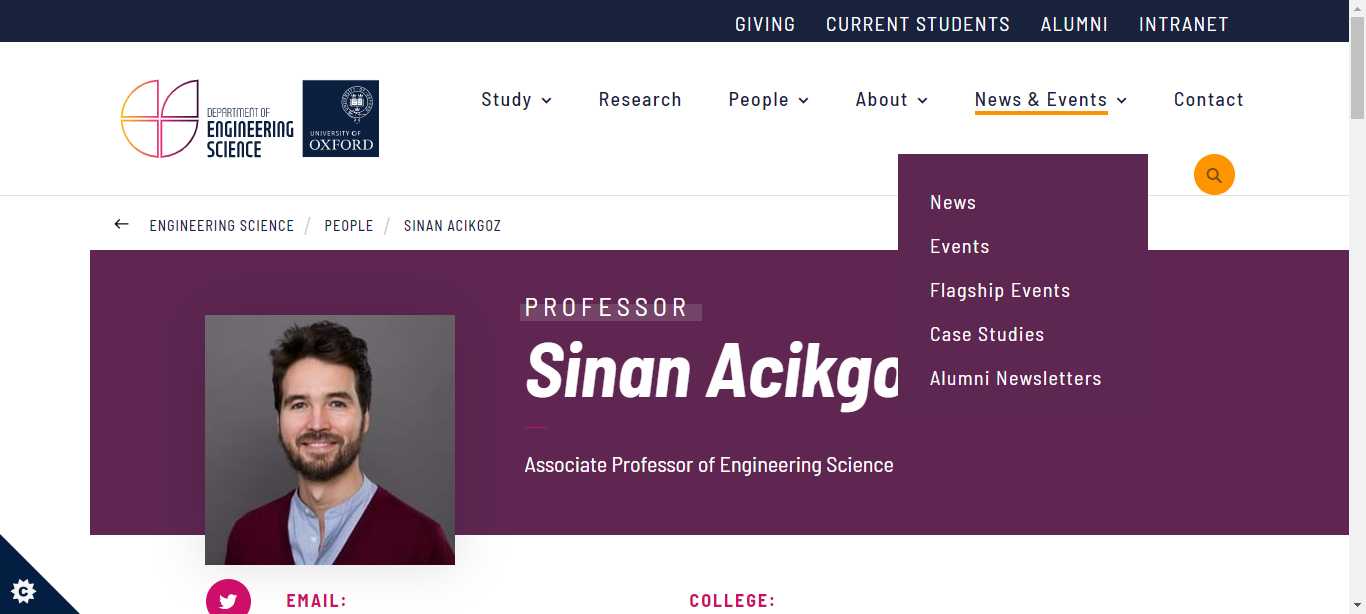 GIVING CURRENT STUDENTS ALUMNI INTRANET
DEPARTMENT OF
ENGINEERING
SCIENCE
UNIVERSITY OF
OXFORD
Study Research People About News & Events Contact
News
Events
Flagship Events
Case Studies
Alumni Newsletters
ENGINEERING SCIENCE / PEOPLE / SINAN ACIKGOZ
PROFESSOR
Sinan Acikgo
Associate Professor of Engineering Science
EMAIL: COLLEGE:
C